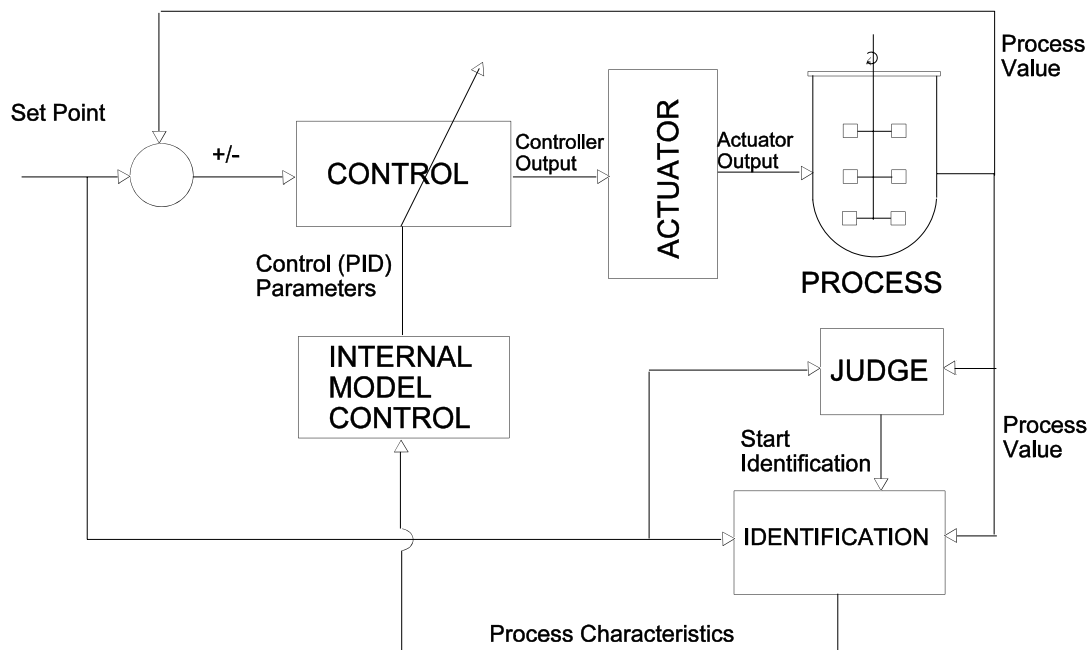 Process
Value
Set Point
+/-
CONTROL
Controller
Output
ACTUATOR
Actuator
Output
PROCESS
Control (PID)
Parameters
INTERNAL
MODEL
CONTROL
JUDGE
Start
Identification
Process
Value
IDENTIFICATION
Process Characteristics